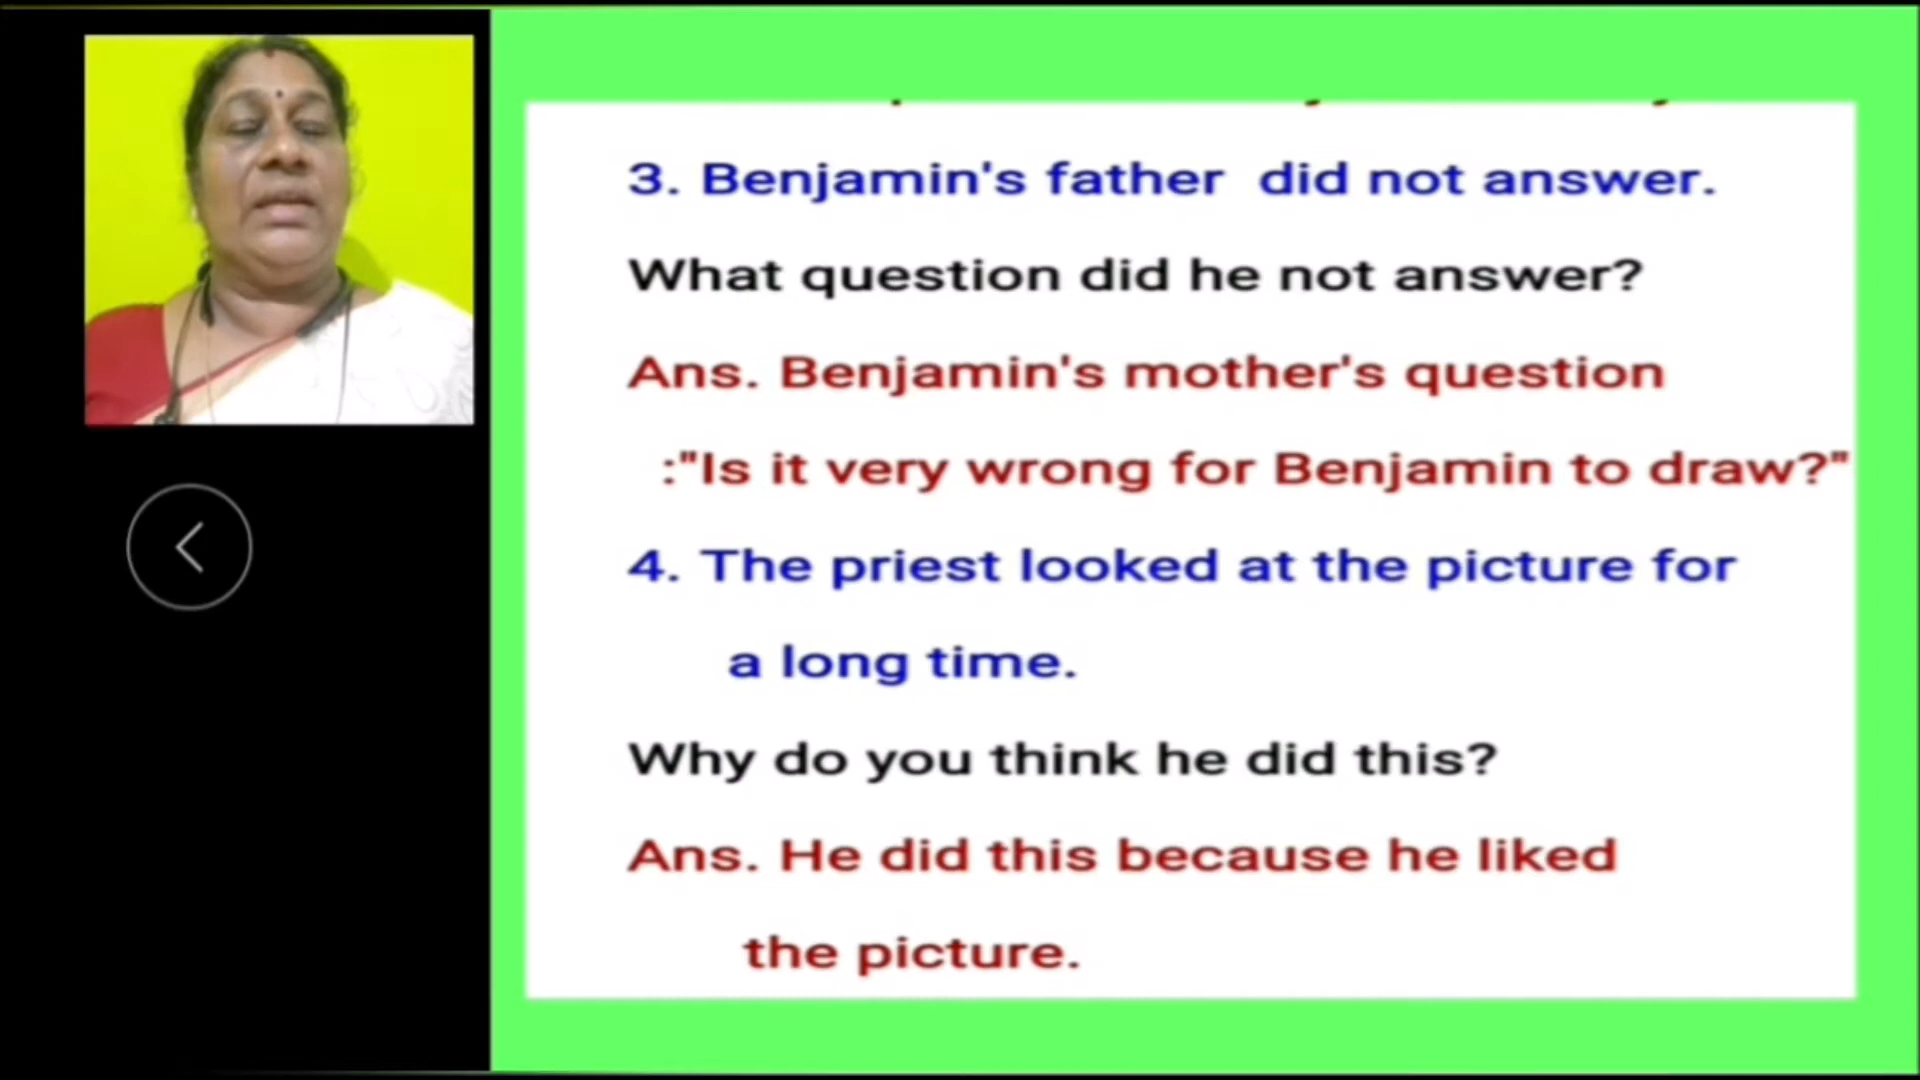 3. Benjamin's father did not answer.
What question did he not answer?
Ans. Benjamin's mother's question
:"Is it very wrong for Benjamin to draw?"
4. The priest looked at the picture for
a long time.
Why do you think he did this?
Ans. He did this because he liked
the picture.